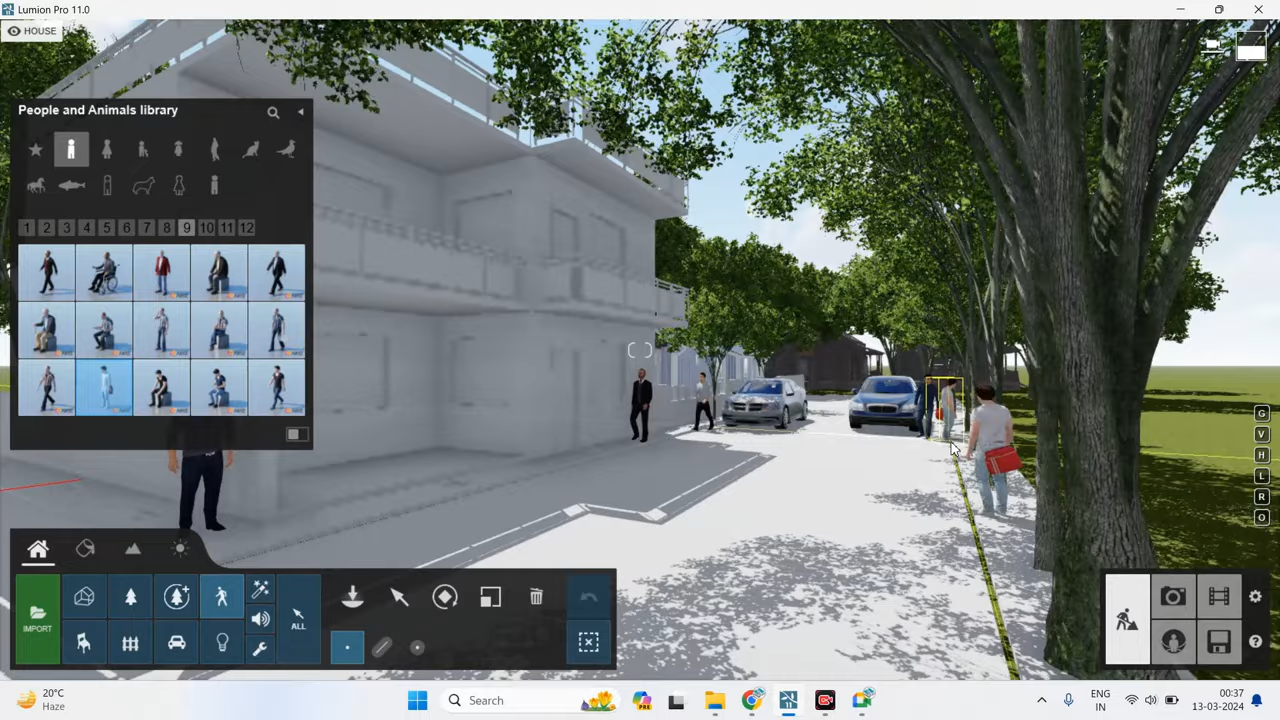 Lumion Pro 11.0
HOUSE
People and Animals library
1 2 3 4 5 6 7 8 9 10 11 12
G
V
H
L
R
O
IMPORT
ALL
20°C
Haze
Search
PRE
ENG
IN
00:37
13-03-2024